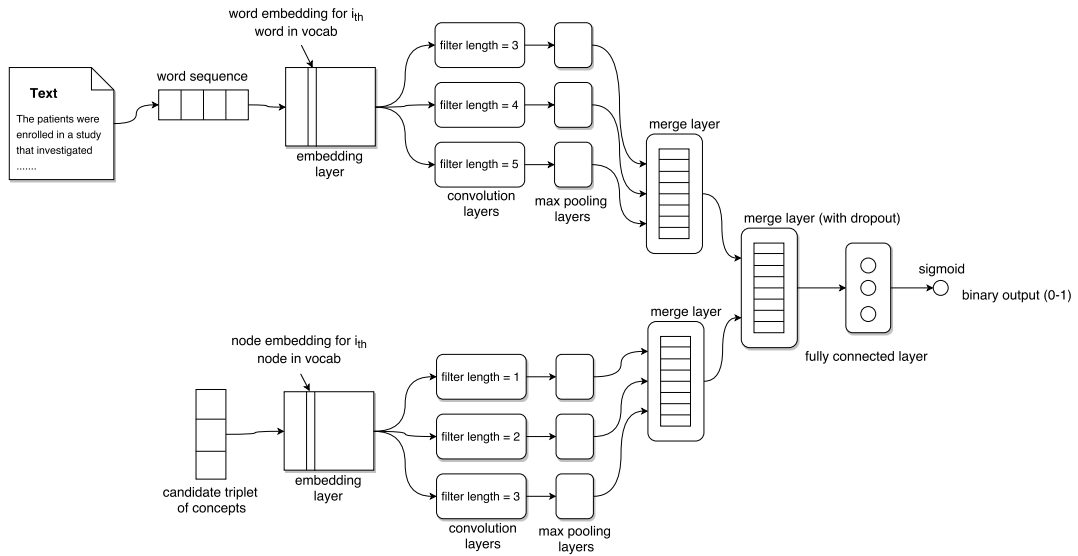 word embedding for ith
word in vocab
Text
The patients were
enrolled in a study
that investigated
.......
word sequence
embedding
layer
filter length = 3
filter length = 4
filter length = 5
convolution
layers
max pooling
layers
merge layer
merge layer (with dropout)
sigmoid
binary output (0-1)
fully connected layer
node embedding for ith
node in vocab
candidate triplet
of concepts
embedding
layer
filter length = 1
filter length = 2
filter length = 3
convolution
layers
max pooling
layers
merge layer